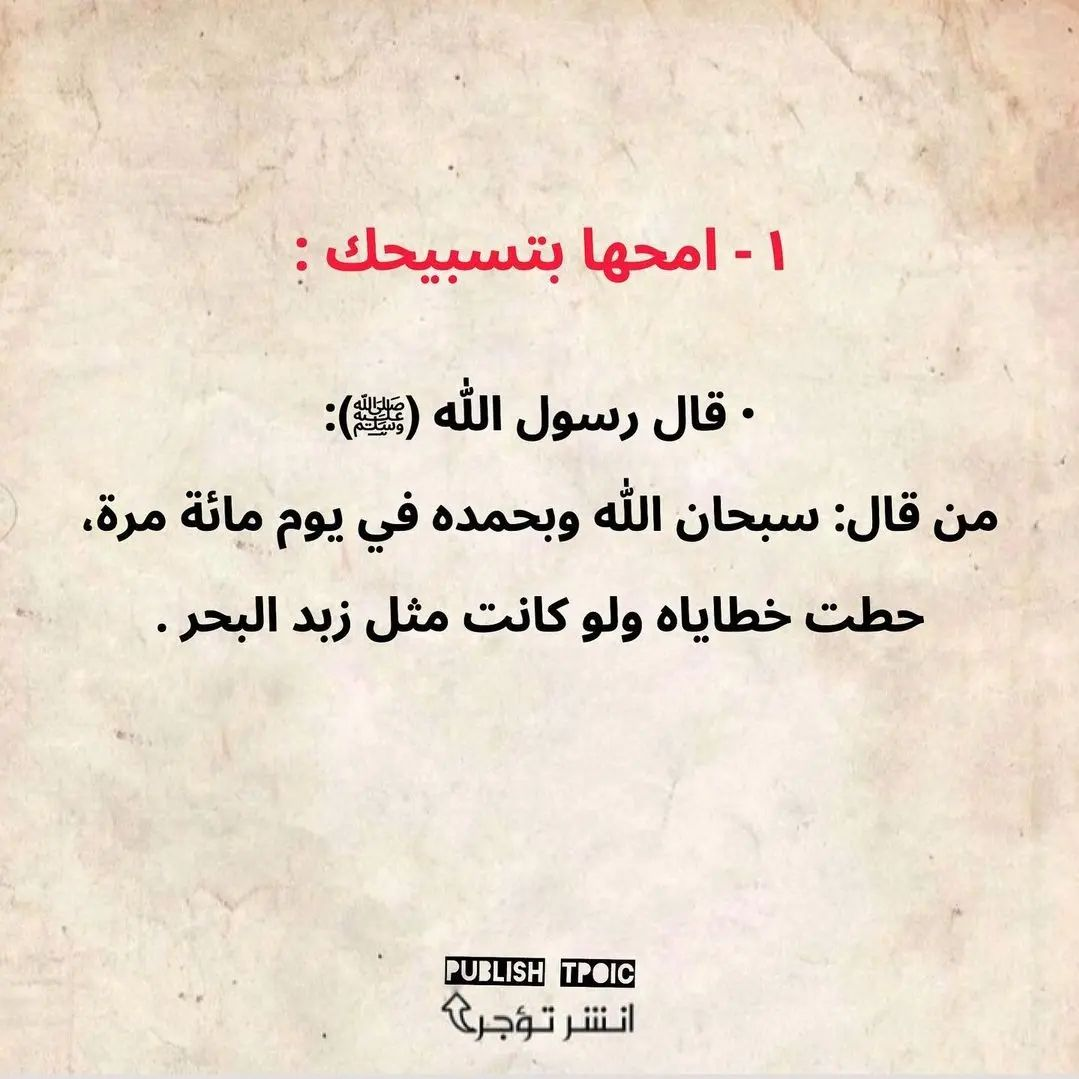 ١ - امحها بتسبيحك :
• قال رسول الله (ﷺ):
من قال: سبحان الله وبحمده في يوم مائة مرة،
حطت خطاياه ولو كانت مثل زبد البحر .
PUBLISH TPOIC
انشر تؤجر